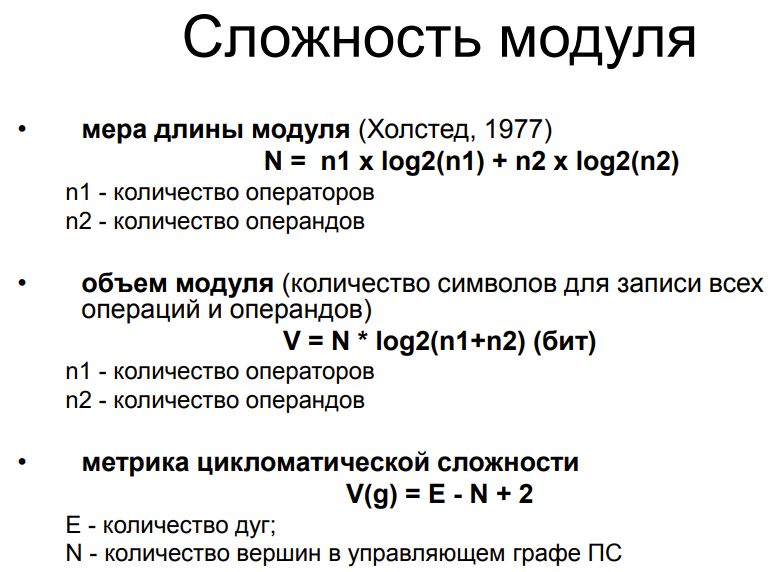 Сложность модуля
• мера длины модуля (Холстед, 1977)
N = n1 x log2(n1) + n2 x log2(n2)
n1 - количество операторов
n2 - количество операндов
• объем модуля (количество символов для записи всех
операций и операндов)
V = N * log2(n1+n2) (бит)
n1 - количество операторов
n2 - количество операндов
• метрика цикломатической сложности
V(g) = E - N + 2
E - количество дуг;
N - количество вершин в управляющем графе ПС